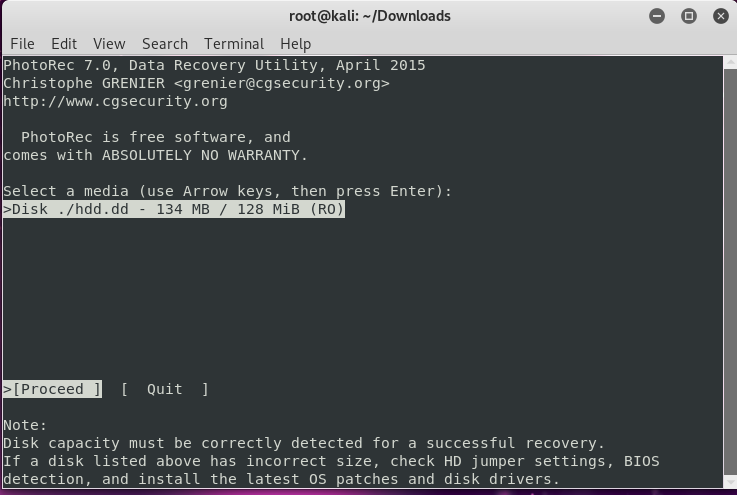 root@kali: ~/Downloads
File Edit View Search Terminal Help
PhotoRec 7.0, Data Recovery Utility, April 2015
Christophe GRENIER <grenier@cgsecurity.org>
http://www.cgsecurity.org
PhotoRec is free software, and
comes with ABSOLUTELY NO WARRANTY.
Select a media (use Arrow keys, then press Enter):
>Disk ./hdd.dd - 134 MB / 128 MiB (RO)
>[Proceed ]  [  Quit  ]
Note:
Disk capacity must be correctly detected for a successful recovery.
If a disk listed above has incorrect size, check HD jumper settings, BIOS
detection, and install the latest OS patches and disk drivers.